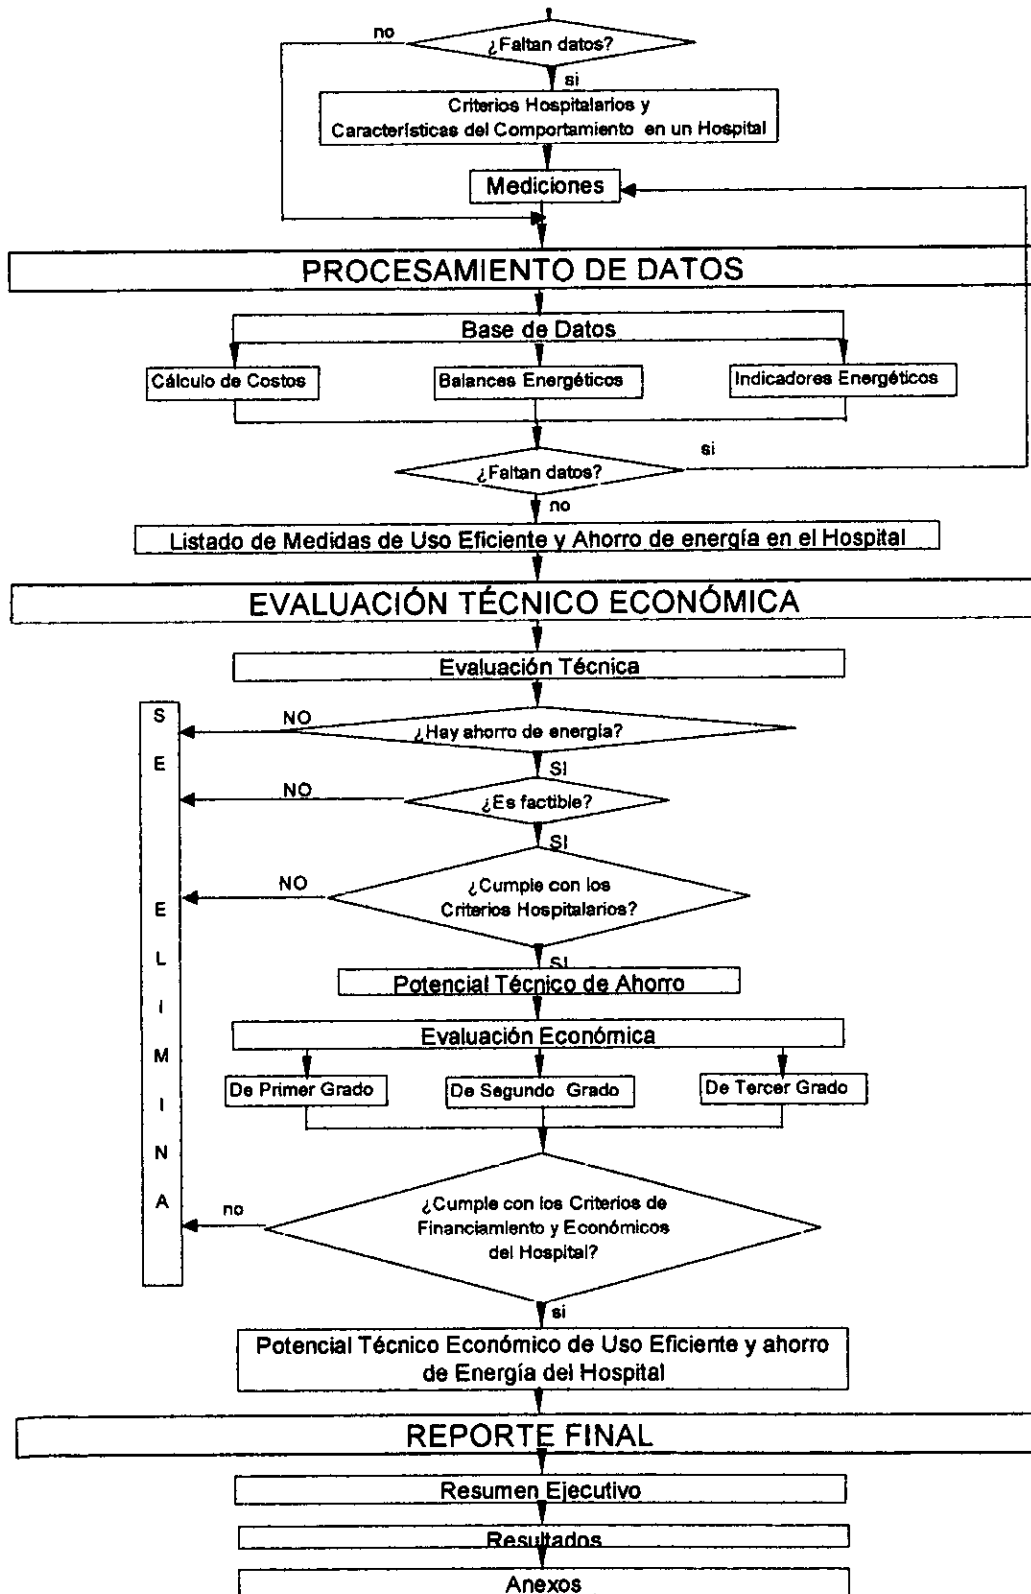 no
¿Faltan datos?
si
Criterios Hospitalarios y
Características del Comportamiento en un Hospital
Mediciones
PROCESAMIENTO DE DATOS
Base de Datos
Cálculo de Costos
Balances Energéticos
Indicadores Energéticos
si
¿Faltan datos?
no
Listado de Medidas de Uso Eficiente y Ahorro de energía en el Hospital
EVALUACIÓN TÉCNICO ECONÓMICA
Evaluación Técnica
S
E
E
L
I
M
I
N
A
NO
¿Hay ahorro de energía?
SI
NO
¿Es factible?
SI
NO
¿Cumple con los
Criterios Hospitalarios?
SI
Potencial Técnico de Ahorro
Evaluación Económica
De Primer Grado
De Segundo Grado
De Tercer Grado
no
¿Cumple con los Criterios de
Financiamiento y Económicos
del Hospital?
si
Potencial Técnico Económico de Uso Eficiente y ahorro
de Energía del Hospital
REPORTE FINAL
Resumen Ejecutivo
Resultados
Anexos